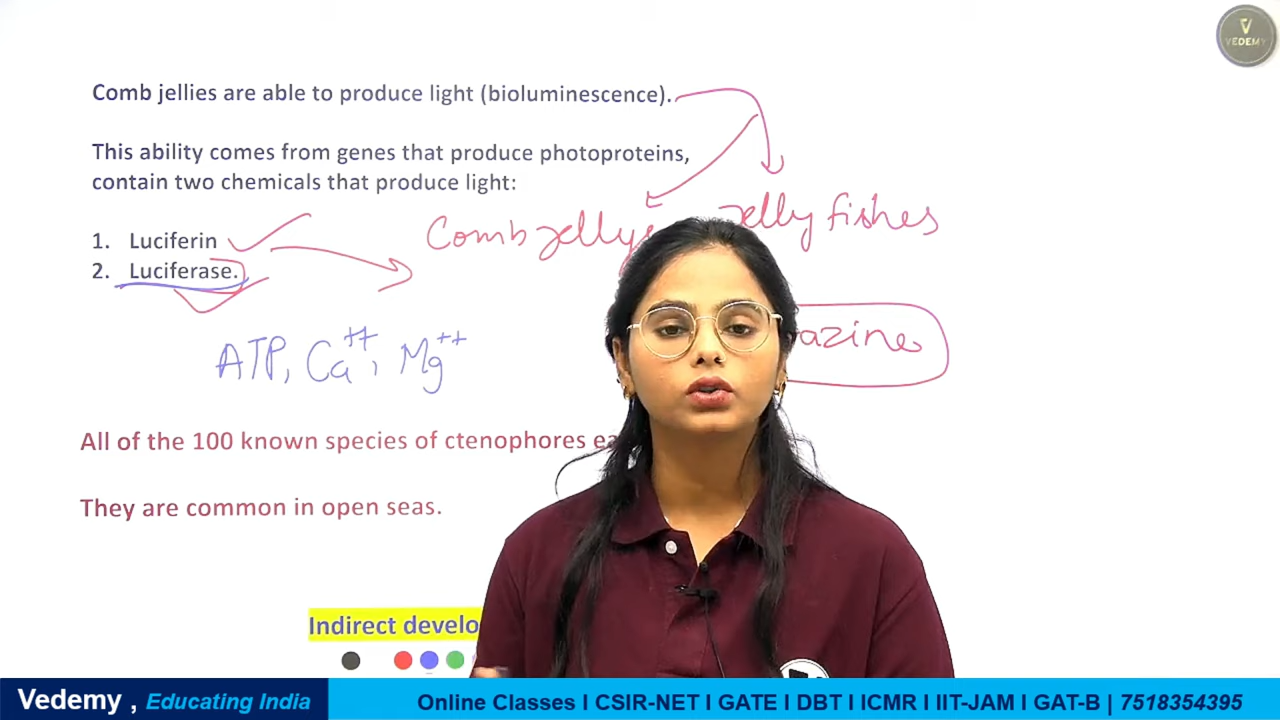 VEDEMY
Comb jellies are able to produce light (bioluminescence).
This ability comes from genes that produce photoproteins,
contain two chemicals that produce light:
1. Luciferin
2. Luciferase.
Comb jellys
Jelly fishes
azine
ATP, Ca++, Mg++
All of the 100 known species of ctenophores
They are common in open seas.
Indirect
Vedemy , Educating India
Online Classes I CSIR-NET I GATE I DBT I ICMR I IIT-JAM I GAT-B | 7518354395